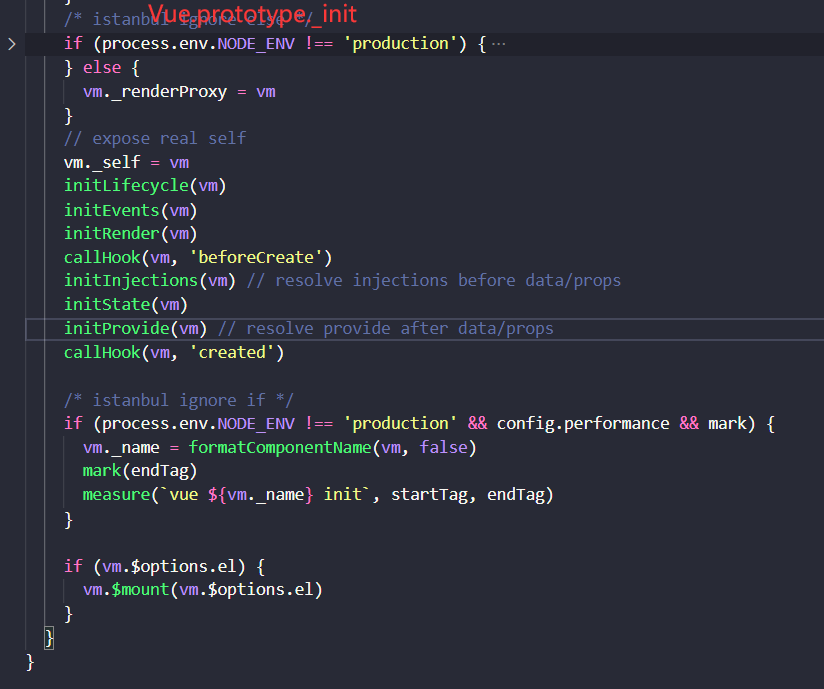 Vue.prototype._init
/* istanbul ignore else */
if (process.env.NODE_ENV !== 'production') { ···
} else {
vm._renderProxy = vm
}
// expose real self
vm._self = vm
initLifecycle(vm)
initEvents(vm)
initRender(vm)
callHook(vm, 'beforeCreate')
initInjections(vm) // resolve injections before data/props
initState(vm)
initProvide(vm) // resolve provide after data/props
callHook(vm, 'created')
/* istanbul ignore if */
if (process.env.NODE_ENV !== 'production' && config.performance && mark) {
vm._name = formatComponentName(vm, false)
mark(endTag)
measure(`vue ${vm._name} init`, startTag, endTag)
}
if (vm.$options.el) {
vm.$mount(vm.$options.el)
}
}
}